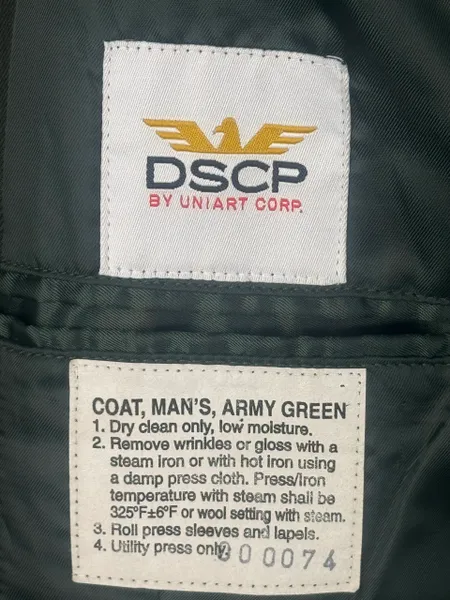 DSCP
BY UNIART CORP.
COAT, MAN'S, ARMY GREEN
1. Dry clean only, low moisture.
2. Remove wrinkles or gloss with a
steam iron or with hot iron using
a damp press cloth. Press/Iron
temperature with steam shall be
325°F±6°F or wool setting with steam.
3. Roll press sleeves and lapels.
4. Utility press only.
000074